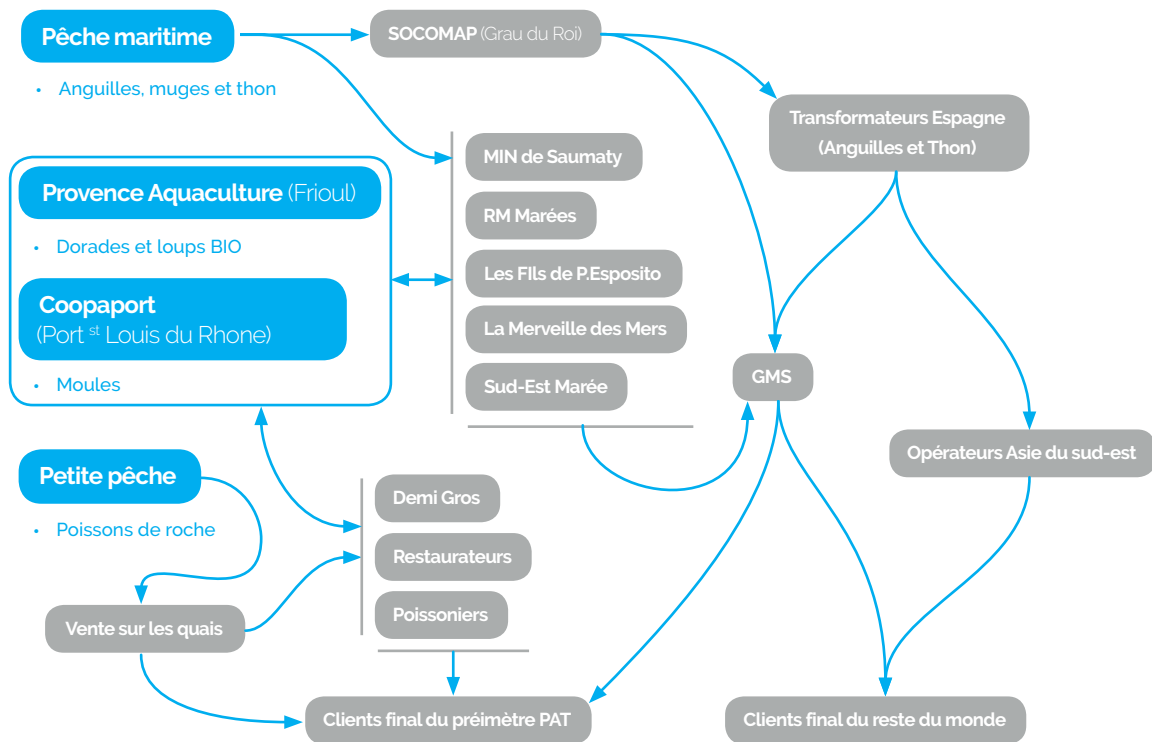 Pêche maritime
• Anguilles, muges et thon
SOCOMAP (Grau du Roi)
Transformateurs Espagne
(Anguilles et Thon)
Provence Aquaculture (Frioul)
• Dorades et loups BIO
Coopaport
(Port st Louis du Rhone)
• Moules
MIN de Saumaty
RM Marées
Les FIls de P.Esposito
La Merveille des Mers
Sud-Est Marée
GMS
Opérateurs Asie du sud-est
Petite pêche
• Poissons de roche
Demi Gros
Restaurateurs
Poissoniers
Vente sur les quais
Clients final du préimètre PAT
Clients final du reste du monde